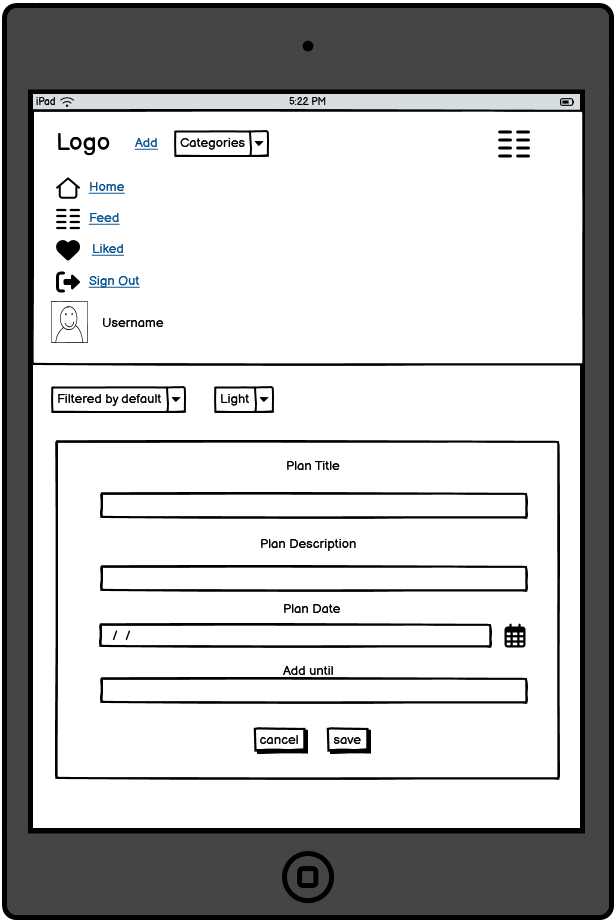 iPad 5:22 PM
Logo Add Categories
Home
Feed
Liked
Sign Out
Username
Filtered by default Light
Plan Title
Plan Description
Plan Date
/ /
Add until
cancel save